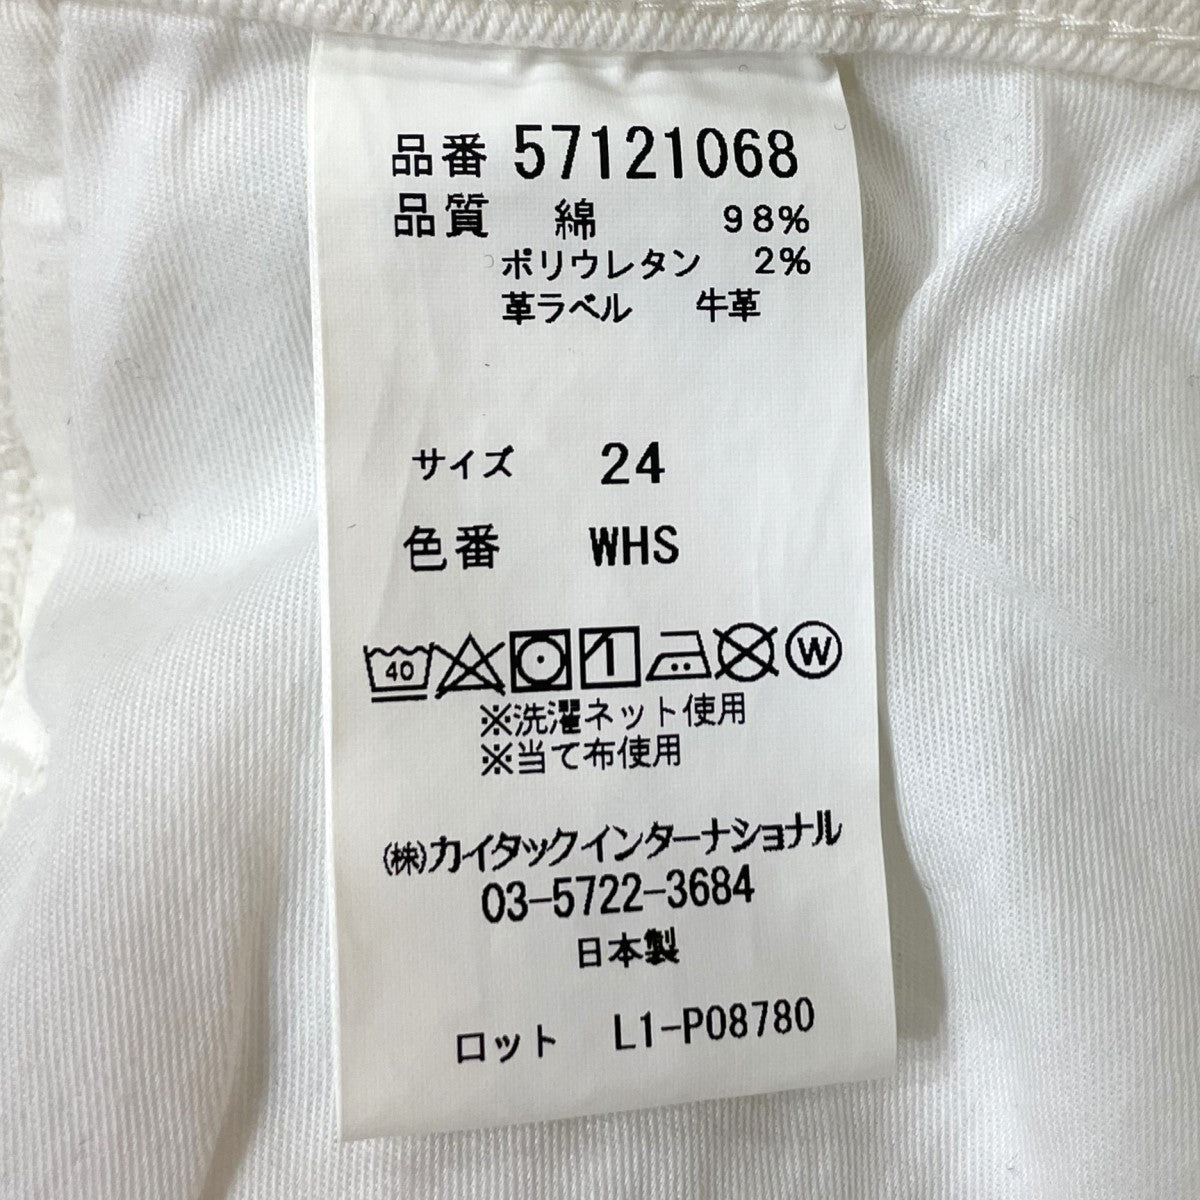 品番 57121068
品質 綿 98%
ポリウレタン 2%
革ラベル 牛革
サイズ 24
色番 WHS
40 W
※洗濯ネット使用
※当て布使用
(株)カイタックインターナショナル
03-5722-3684
日本製
ロット L1-P08780